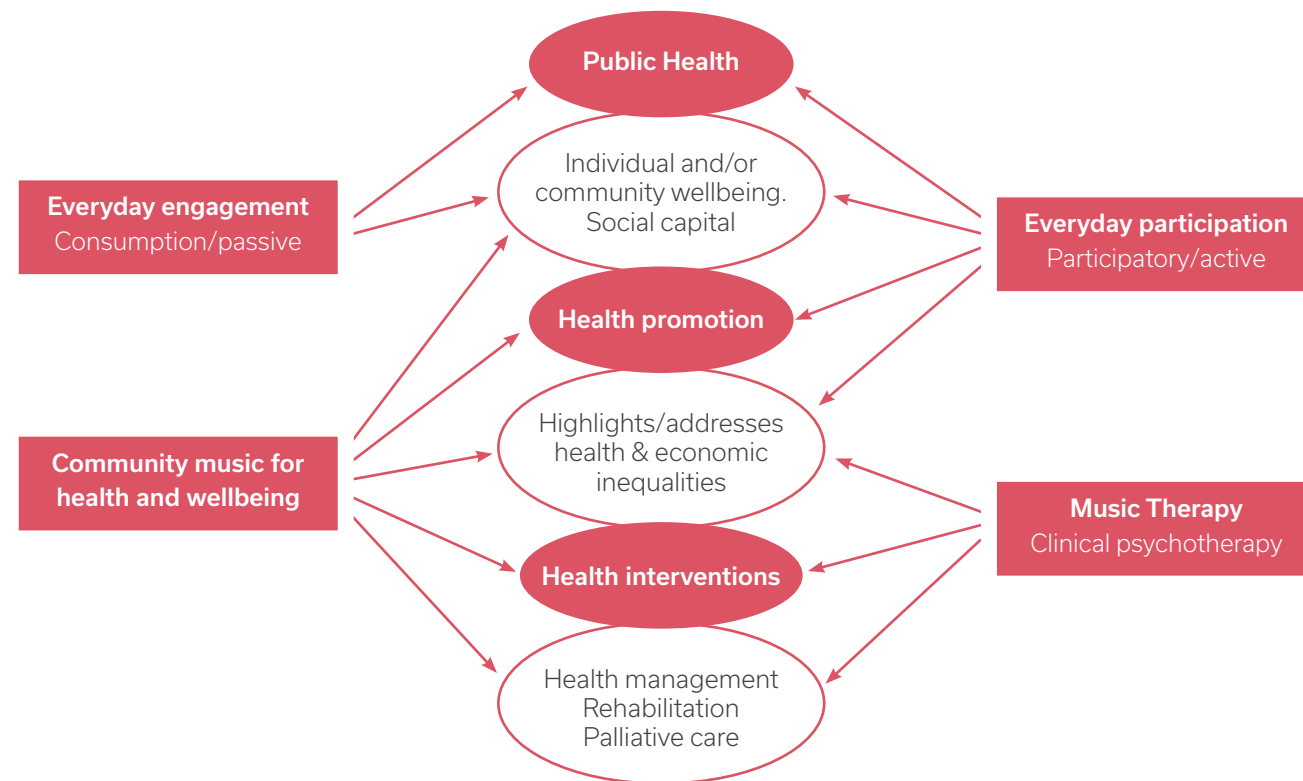 Public Health
Individual and/or
community wellbeing.
Social capital
Everyday engagement
Consumption/passive
Everyday participation
Participatory/active
Health promotion
Highlights/addresses
health & economic
inequalities
Community music for
health and wellbeing
Music Therapy
Clinical psychotherapy
Health interventions
Health management
Rehabilitation
Palliative care